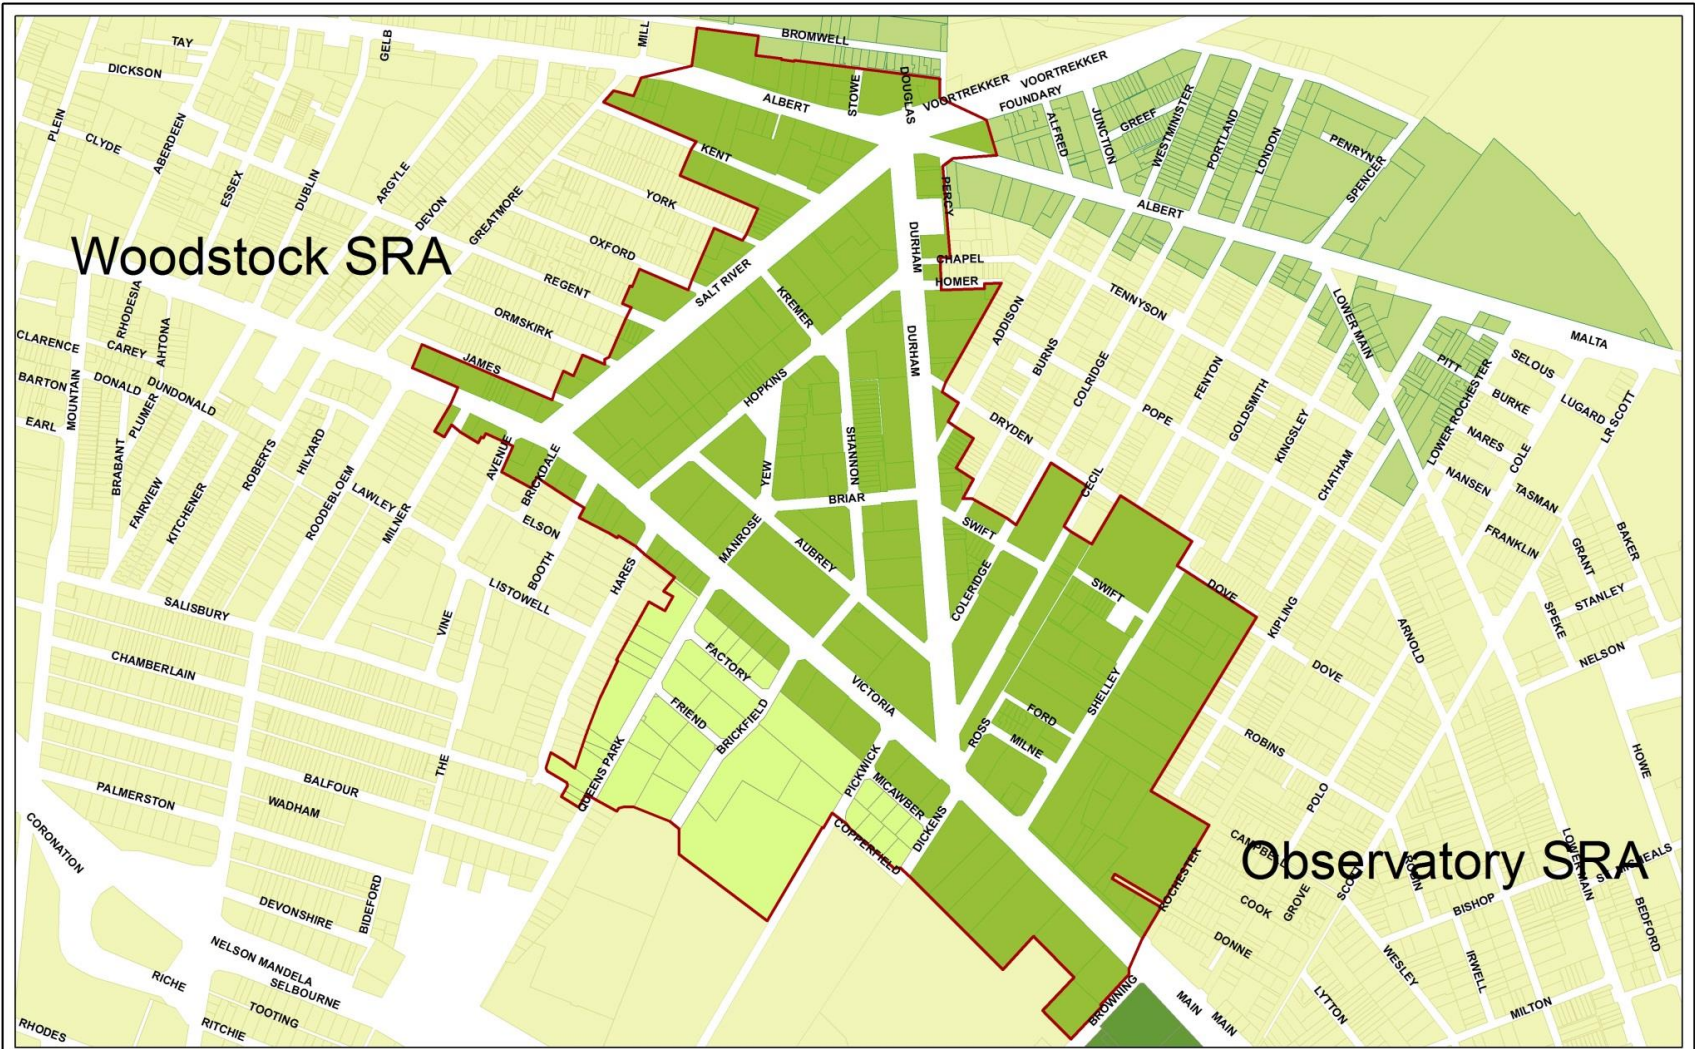 BROMWELL
MILL
GELB
TAY
DICKSON
PLEIN
CLYDE
ABERDEEN
ESSEX
DUBLIN
ARGYLE
DEVON
GREATMORE
ALBERT
STOWE
DOUGLAS
VOORTREKKER
VOORTREKKER
FOUNDARY
ALFRED
JUNCTION
GREEF
WESTMINISTER
PORTLAND
LONDON
PENRYN
SPENCER
KENT
YORK
OXFORD
REGENT
ORMSKIRK
JAMES
PERCY
ALBERT
Woodstock SRA
SALT RIVER
KREMER
DURHAM
CHAPEL
HOMER
TENNYSON
LOWER MAIN
MALTA
RHODESIA
AHTONA
CLARENCE
CAREY
BARTON
DONALD
DUNDONALD
EARL
MOUNTAIN
PLUMER
BRABANT
FAIRVIEW
KITCHENER
ROBERTS
HILYARD
ROODEBLOEM
LAWLEY
MILNER
AVENUE
BRICKDALE
ELSON
BOOTH
LISTOWELL
HARES
HOPKINS
DURHAM
SHANNON
YEW
BRIAR
MANROSE
AUBREY
ADDISON
BURNS
COLRIDGE
DRYDEN
POPE
FENTON
GOLDSMITH
KINGSLEY
CHATHAM
CECIL
PITT
SELOUS
BURKE
LUGARD
LR SCOTT
LOWER ROCHESTER
NARES
COLE
NANSEN
TASMAN
FRANKLIN
GRANT
BAKER
STANLEY
SPEKE
NELSON
SWIFT
SWIFT
COLERIDGE
DOVE
KIPLING
DOVE
ARNOLD
SALISBURY
VINE
CHAMBERLAIN
FACTORY
FRIEND
BRICKFIELD
VICTORIA
ROSS
FORD
MILNE
SHELLEY
ROBINS
HOWE
THE
BALFOUR
WADHAM
PALMERSTON
QUEENS PARK
PICKWICK
MICAWBER
DICKENS
COPPERFIELD
POLO
CORONATION
CAMPBELL
Observatory SRA
ROCHESTER
COOK
GROVE
BISHOP
LOWER MAIN
BEDFORD
DEVONSHIRE
BIDEFORD
DONNE
WESLEY
IRWELL
NELSON MANDELA
SELBOURNE
RICHE
TOOTING
RITCHIE
RHODES
BROWNING
MAIN
MAIN
LYTTON
MILTON